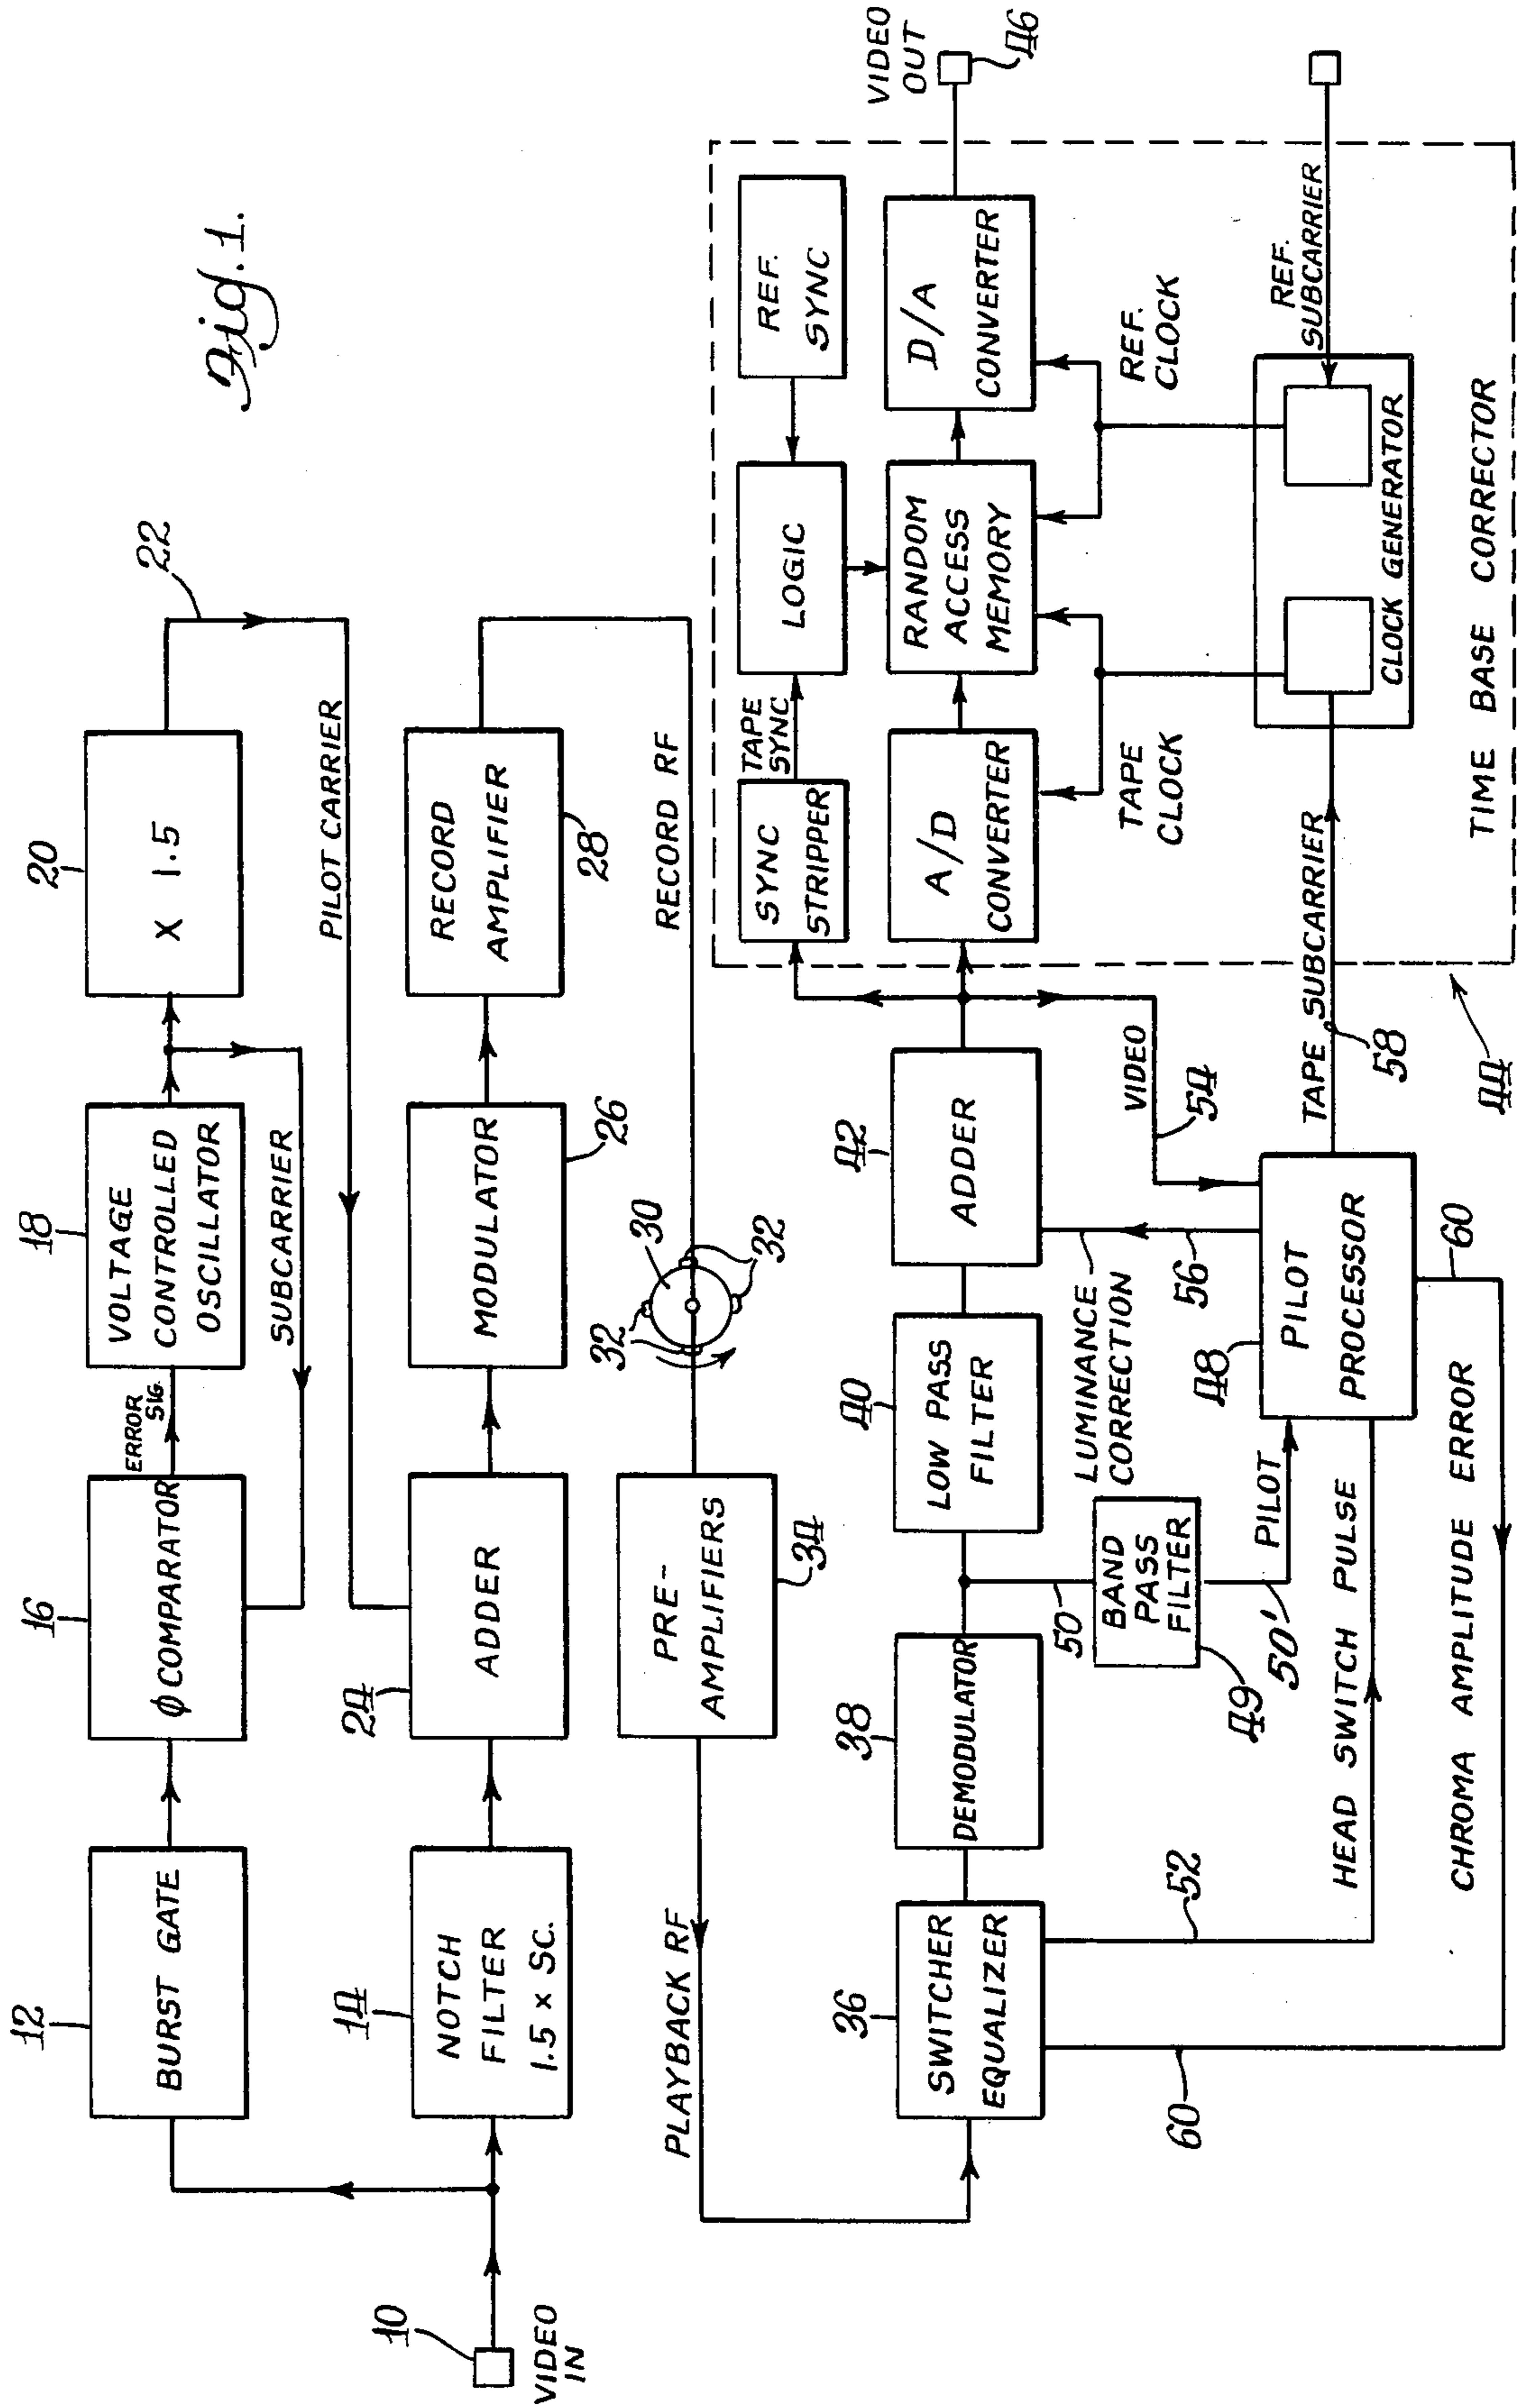 Fig. 1.
10
VIDEO
IN
12
BURST GATE
14
NOTCH
FILTER
1.5 × SC.
16
φ COMPARATOR
ERROR
SIG.
18
VOLTAGE
CONTROLLED
OSCILLATOR
SUBCARRIER
20
X 1.5
22
PILOT CARRIER
24
ADDER
MODULATOR
26
RECORD
AMPLIFIER
28
RECORD RF
30
32
32
PRE-
AMPLIFIERS
34
PLAYBACK RF
36
SWITCHER
EQUALIZER
38
DEMODULATOR
40
LOW PASS
FILTER
42
ADDER
50
BAND
PASS
FILTER
49
50'
PILOT
LUMINANCE
CORRECTION
56
VIDEO
54
48
PILOT
PROCESSOR
52
HEAD SWITCH PULSE
60
60
CHROMA AMPLITUDE ERROR
TAPE SUBCARRIER
58
44
SYNC
STRIPPER
TAPE
SYNC
LOGIC
REF.
SYNC
A/D
CONVERTER
RANDOM
ACCESS
MEMORY
D/A
CONVERTER
VIDEO
OUT
46
TAPE
CLOCK
REF.
CLOCK
REF.
SUBCARRIER
CLOCK GENERATOR
TIME BASE CORRECTOR